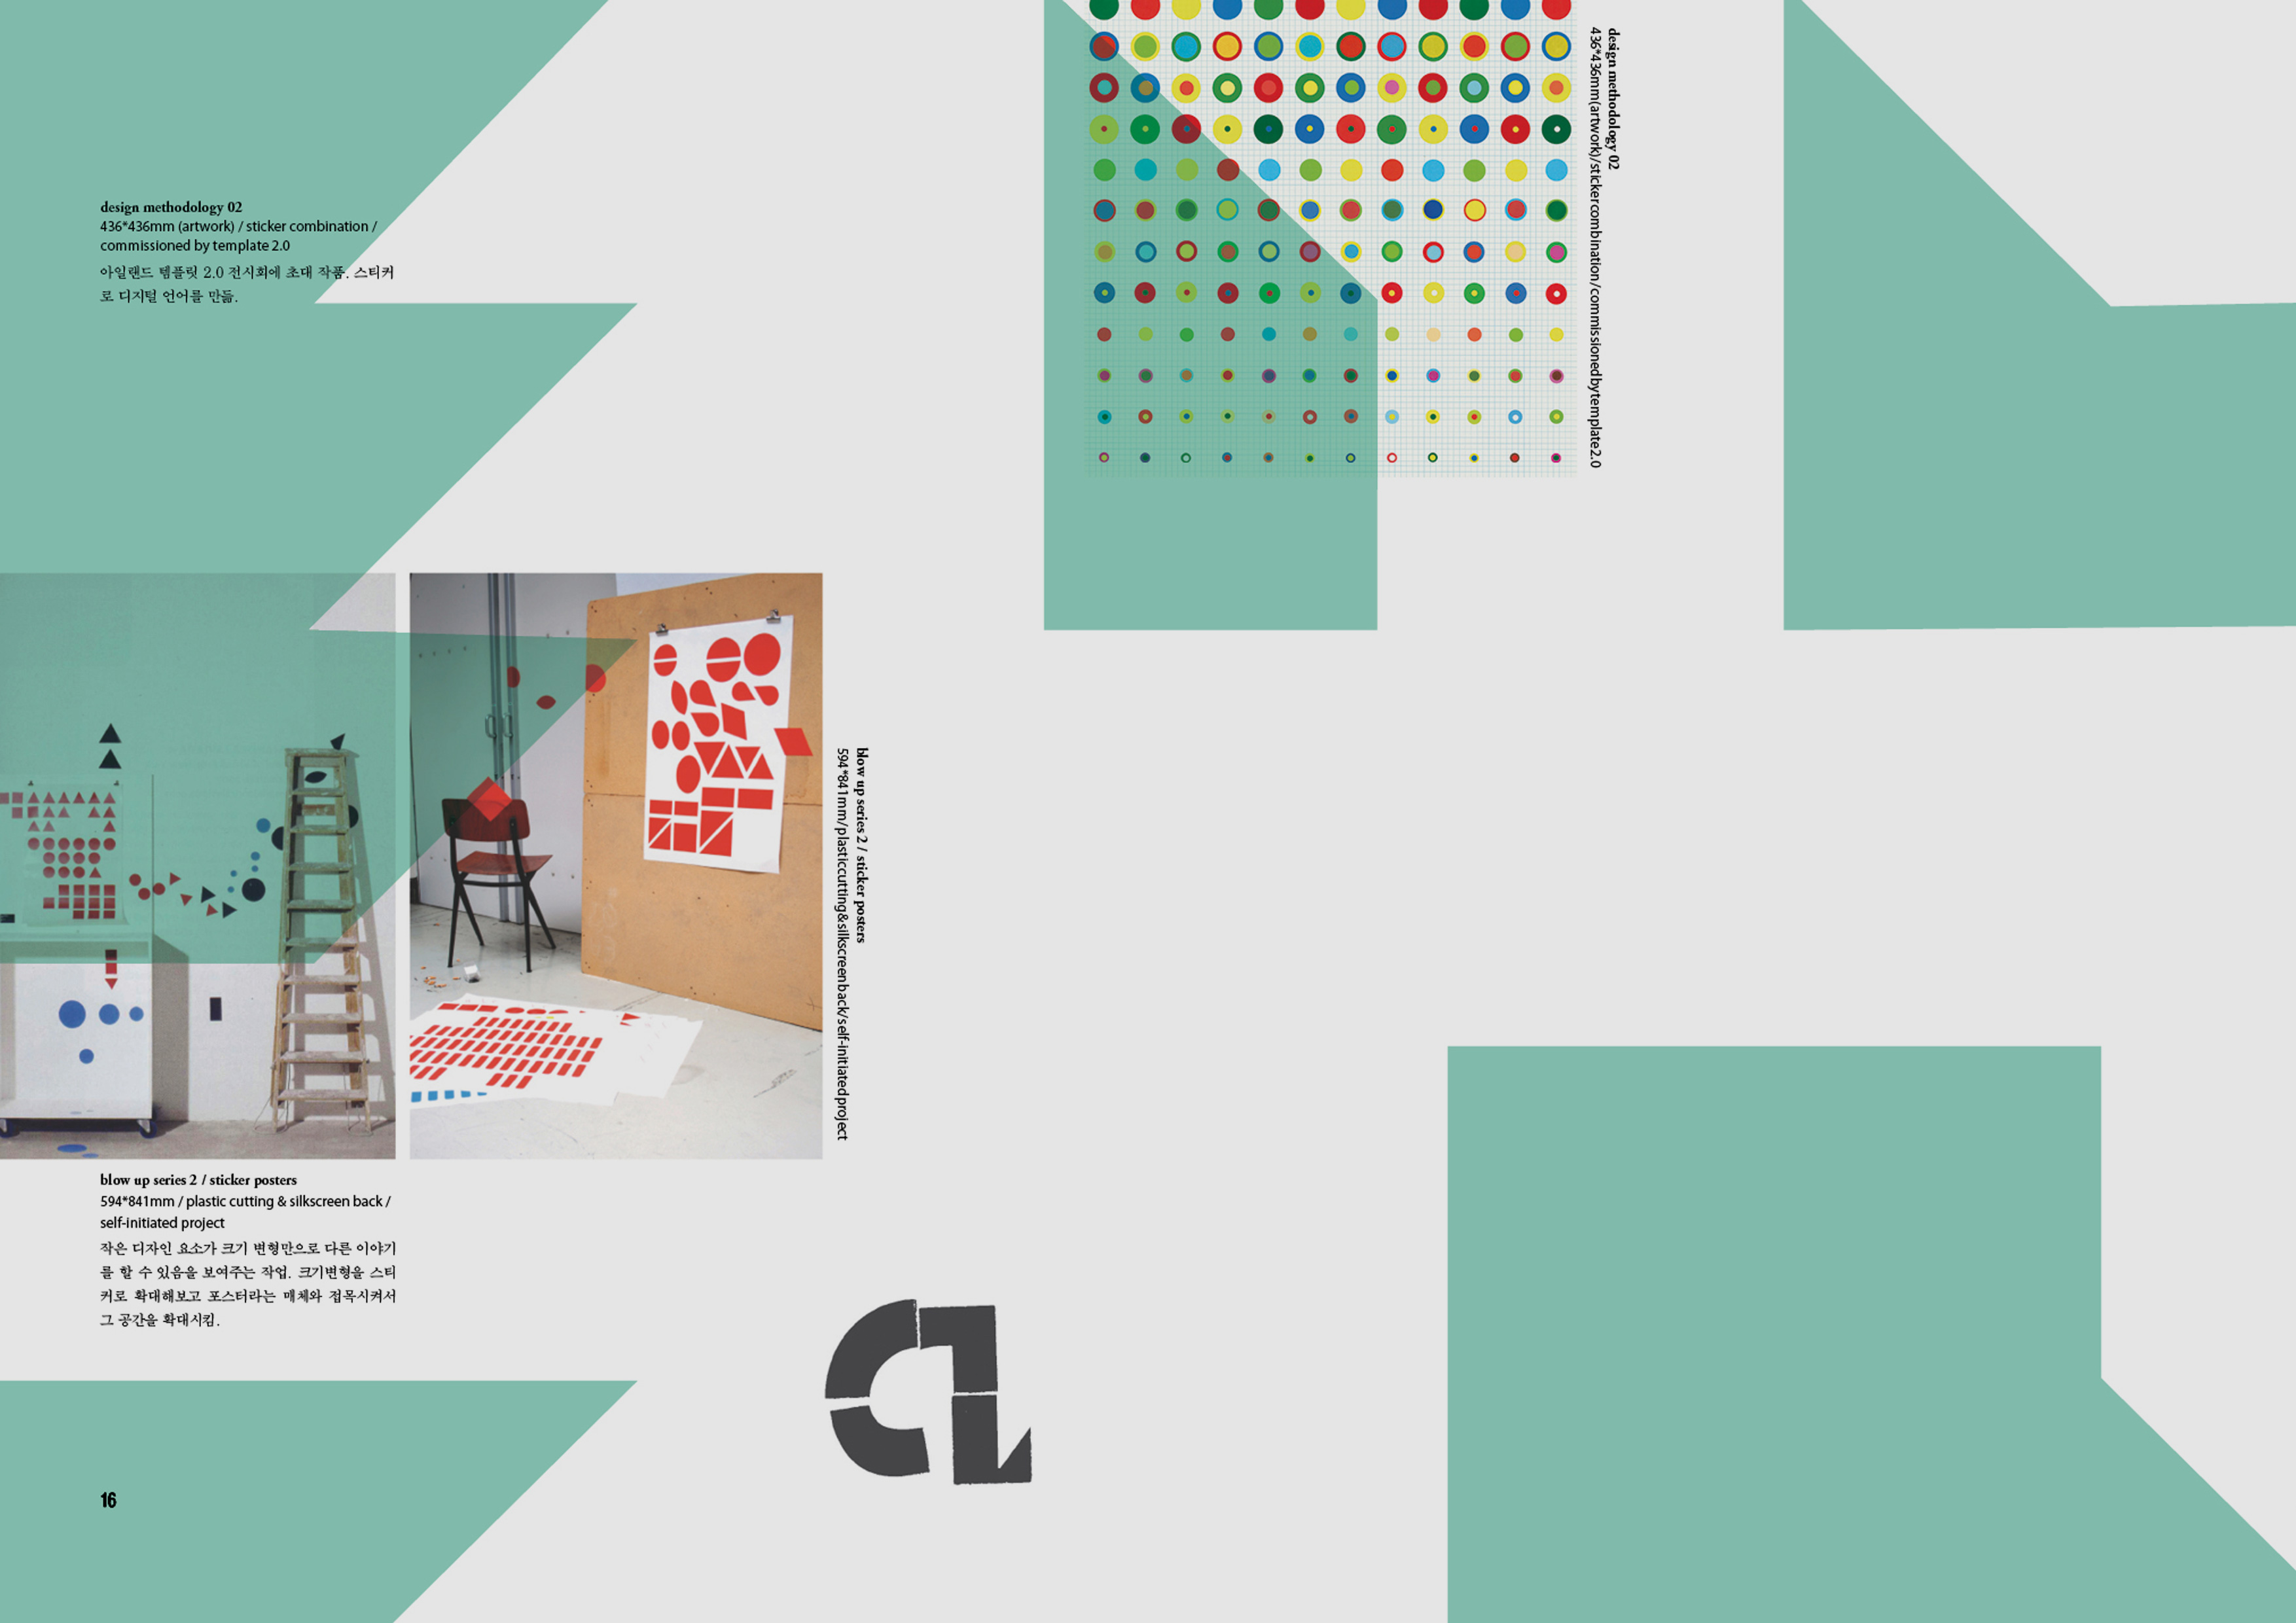 design methodology 02
436*436mm (artwork) / sticker combination /
commissioned by template 2.0
아일랜드 템플릿 2.0 전시회에 초대 작품. 스티커
로 디지털 언어를 만듦.
design methodology 02
436*436mm(artwork)/stickercombination/commissionedbytemplate2.0
blow up series 2 / sticker posters
594*841mm/plasticcutting&silkscreenback/self-initiatedproject
blow up series 2 / sticker posters
594*841mm / plastic cutting & silkscreen back /
self-initiated project
작은 디자인 요소가 크기 변형만으로 다른 이야기
를 할 수 있음을 보여주는 작업. 크기변형을 스티
커로 확대해보고 포스터라는 매체와 접목시켜서
그 공간을 확대시킴.
16